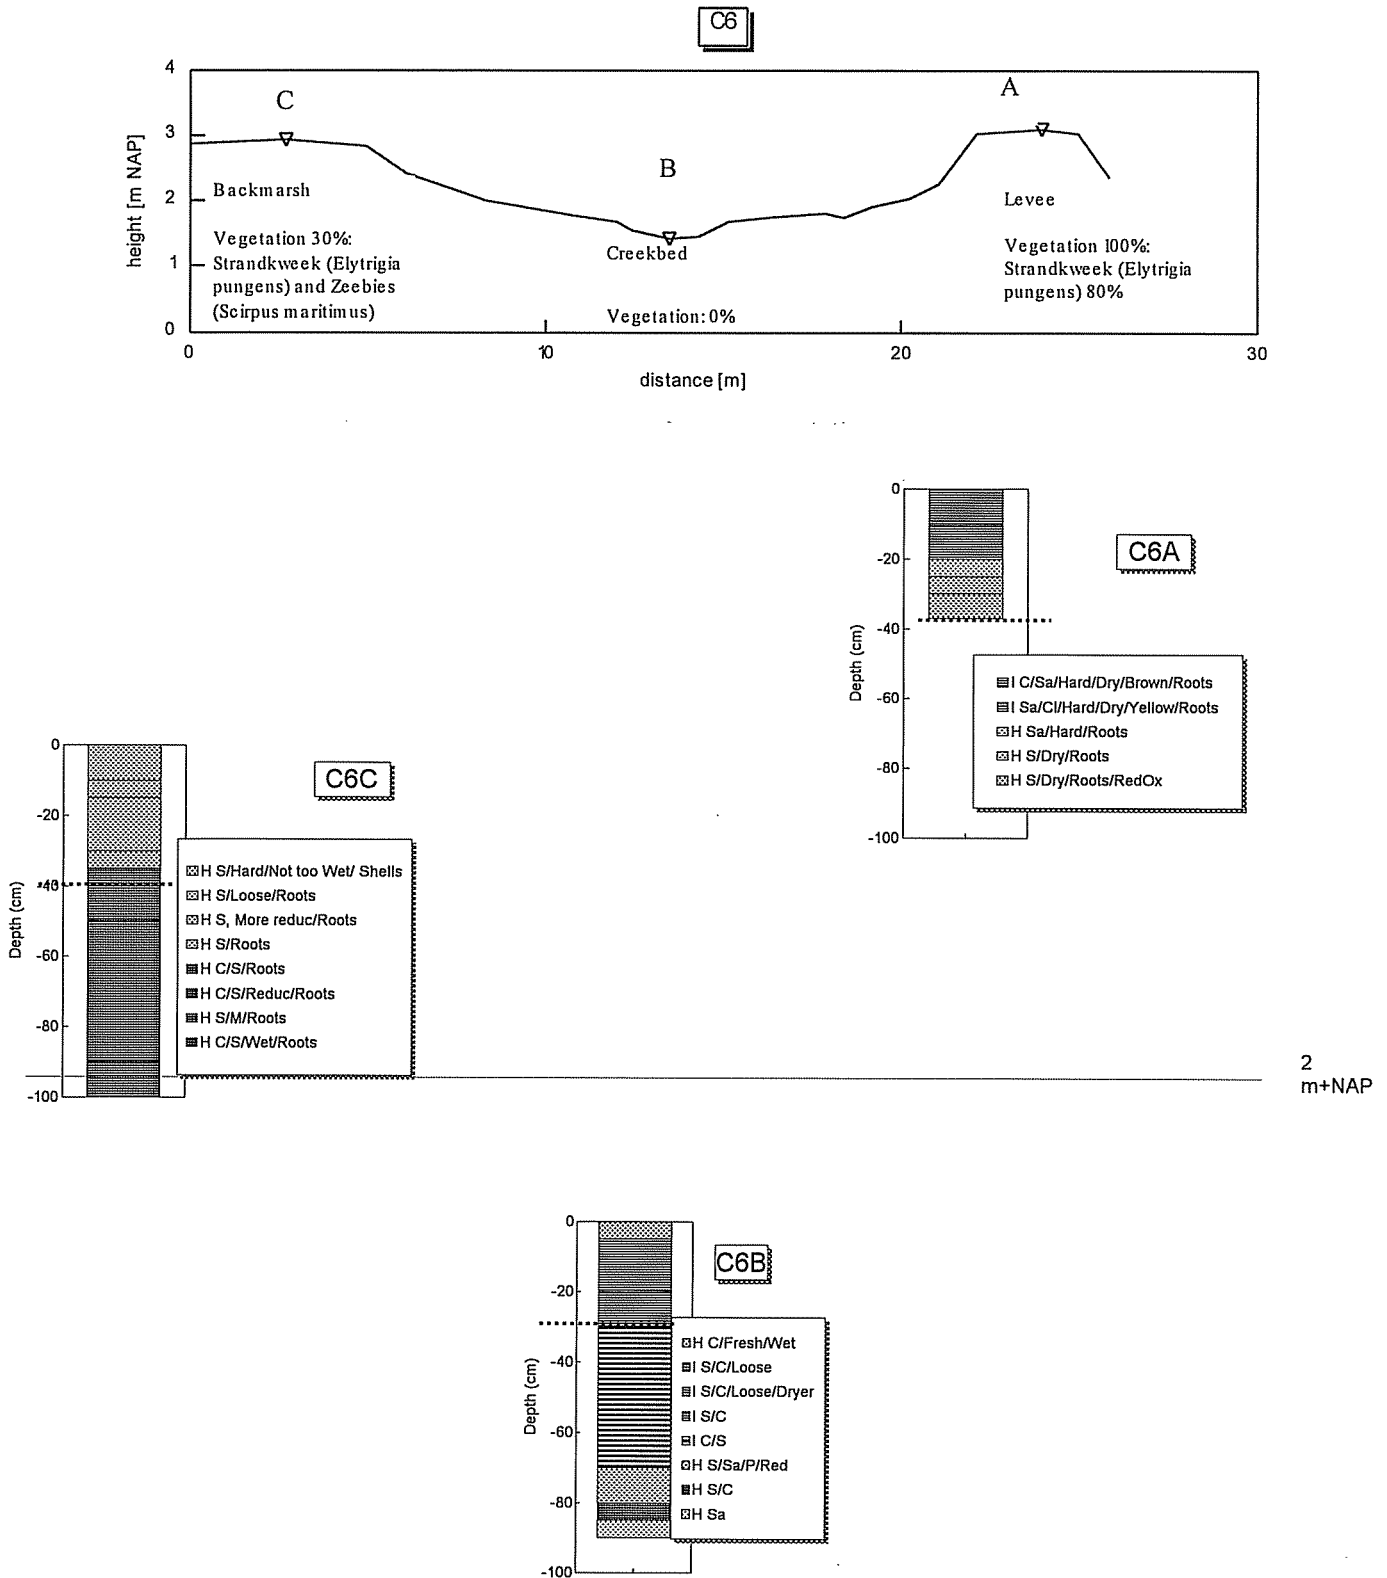 C6
4
3
2
1
0
height [m NAP]
C
B
A
Backmarsh
Vegetation 30%:
Strandkweek (Elytrigia
pungens) and Zeebies
(Scirpus maritimus)
Creekbed
Vegetation: 0%
Levee
Vegetation 100%:
Strandkweek (Elytrigia
pungens) 80%
0
10
20
30
distance [m]
C6A
0
-20
-40
-60
-80
-100
Depth (cm)
I C/Sa/Hard/Dry/Brown/Roots
I Sa/Cl/Hard/Dry/Yellow/Roots
H Sa/Hard/Roots
H S/Dry/Roots
H S/Dry/Roots/RedOx
C6C
0
-20
-40
-60
-80
-100
Depth (cm)
H S/Hard/Not too Wet/ Shells
H S/Loose/Roots
H S, More reduc/Roots
H S/Roots
H C/S/Roots
H C/S/Reduc/Roots
H S/M/Roots
H C/S/Wet/Roots
2
m+NAP
C6B
0
-20
-40
-60
-80
-100
Depth (cm)
H C/Fresh/Wet
I S/C/Loose
I S/C/Loose/Dryer
I S/C
I C/S
H S/Sa/P/Red
H S/C
H Sa